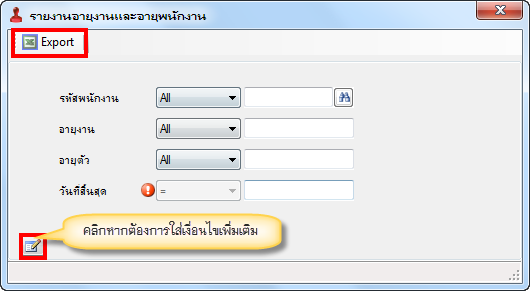 รายงานอายุงานและอายุพนักงาน
Export
รหัสพนักงาน All
อายุงาน All
อายุตัว All
วันที่สิ้นสุด =
คลิกหากต้องการใส่เงื่อนไขเพิ่มเติม